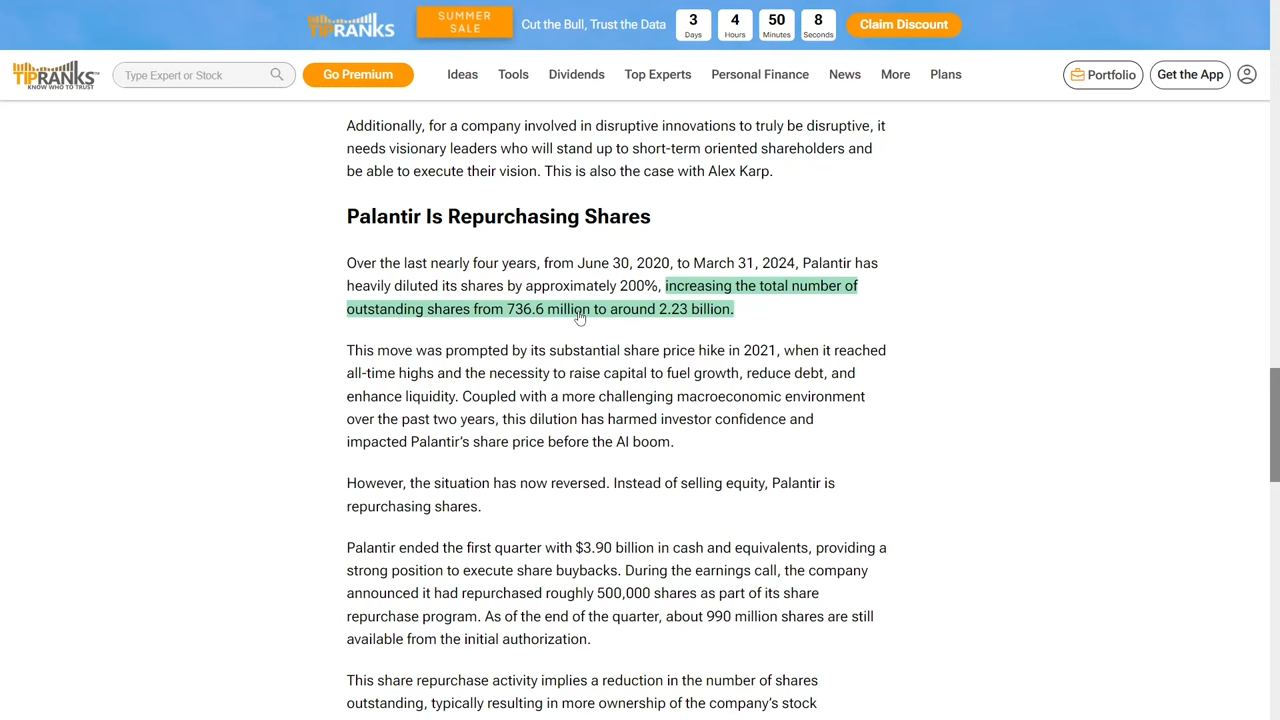 TIPRANKS
SUMMER
SALE
Cut the Bull, Trust the Data
3
Days
4
Hours
50
Minutes
8
Seconds
Claim Discount
TIPRANKS™
KNOW WHO TO TRUST
Type Expert or Stock
Go Premium
Ideas
Tools
Dividends
Top Experts
Personal Finance
News
More
Plans
Portfolio
Get the App
Additionally, for a company involved in disruptive innovations to truly be disruptive, it
needs visionary leaders who will stand up to short-term oriented shareholders and
be able to execute their vision. This is also the case with Alex Karp.
Palantir Is Repurchasing Shares
Over the last nearly four years, from June 30, 2020, to March 31, 2024, Palantir has
heavily diluted its shares by approximately 200%, increasing the total number of
outstanding shares from 736.6 million to around 2.23 billion.
This move was prompted by its substantial share price hike in 2021, when it reached
all-time highs and the necessity to raise capital to fuel growth, reduce debt, and
enhance liquidity. Coupled with a more challenging macroeconomic environment
over the past two years, this dilution has harmed investor confidence and
impacted Palantir's share price before the AI boom.
However, the situation has now reversed. Instead of selling equity, Palantir is
repurchasing shares.
Palantir ended the first quarter with $3.90 billion in cash and equivalents, providing a
strong position to execute share buybacks. During the earnings call, the company
announced it had repurchased roughly 500,000 shares as part of its share
repurchase program. As of the end of the quarter, about 990 million shares are still
available from the initial authorization.
This share repurchase activity implies a reduction in the number of shares
outstanding, typically resulting in more ownership of the company's stock